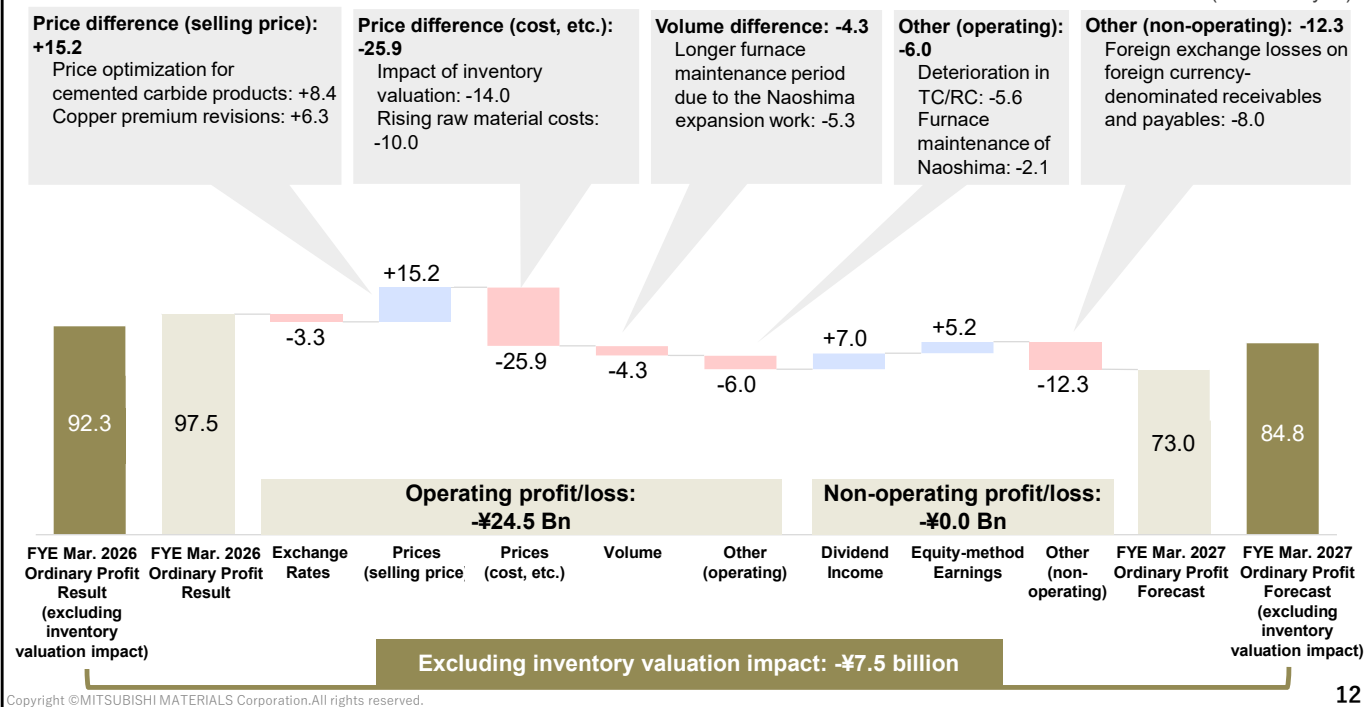 Price difference (selling price):
+15.2
Price optimization for
cemented carbide products: +8.4
Copper premium revisions: +6.3
Price difference (cost, etc.):
-25.9
Impact of inventory
valuation: -14.0
Rising raw material costs:
-10.0
Volume difference: -4.3
Longer furnace
maintenance period
due to the Naoshima
expansion work: -5.3
Other (operating):
-6.0
Deterioration in
TC/RC: -5.6
Furnace
maintenance of
Naoshima: -2.1
Other (non-operating): -12.3
Foreign exchange losses on
foreign currency-
denominated receivables
and payables: -8.0
92.3
97.5
-3.3
+15.2
-25.9
-4.3
-6.0
+7.0
+5.2
-12.3
73.0
84.8
Operating profit/loss:
-¥24.5 Bn
Non-operating profit/loss:
-¥0.0 Bn
FYE Mar. 2026
Ordinary Profit
Result
(excluding
inventory
valuation impact)
FYE Mar. 2026
Ordinary Profit
Result
Exchange
Rates
Prices
(selling price)
Prices
(cost, etc.)
Volume
Other
(operating)
Dividend
Income
Equity-method
Earnings
Other
(non-
operating)
FYE Mar. 2027
Ordinary Profit
Forecast
FYE Mar. 2027
Ordinary Profit
Forecast
(excluding
inventory
valuation impact)
Excluding inventory valuation impact: -¥7.5 billion
Copyright ©MITSUBISHI MATERIALS Corporation.All rights reserved.
12